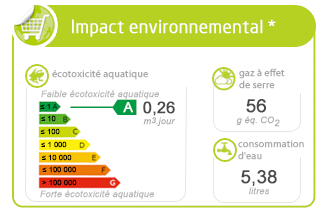 Impact environnemental *
écotoxicité aquatique
Faible écotoxicité aquatique
≤ 1 A
≤ 10 B
≤ 100 C
≤ 1 000 D
≤ 10 000 E
≤ 100 000 F
> 100 000 G
A 0,26
m3 jour
Forte écotoxicité aquatique
gaz à effet
de serre
56
g éq. CO2
consommation
d'eau
5,38
litres